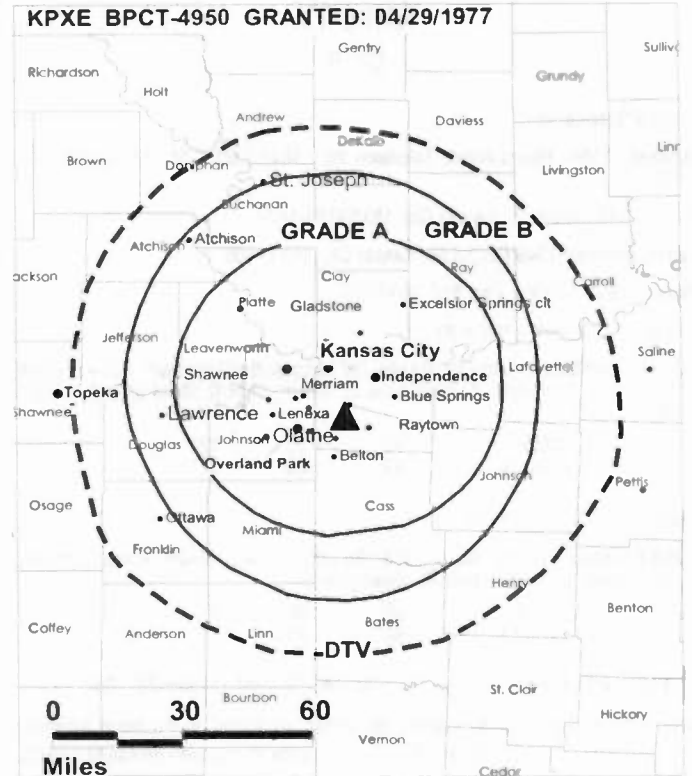 KPXE BPCT-4950 GRANTED: 04/29/1977
Gentry
Richardson
Holt
Grundy
Andrew
Daviess
DeKalb
Brown
Doniphan
Livingston
St. Joseph
Buchanan
GRADE A
GRADE B
Atchison
Atchison
Clay
Ray
Carroll
Platte
Gladstone
Excelsior Springs cit
Jefferson
Leavenworth
Kansas City
Saline
Shawnee
Lafayette
Merriam
Independence
Topeka
Blue Springs
Shawnee
Lawrence
Lenexa
Raytown
Douglas
Johnson
Olathe
Overland Park
Belton
Johnson
Pettis
Osage
Cass
Ottawa
Miami
Fronklin
Henry
Benton
Coffey
Anderson
Linn
Bates
DTV
St. Clair
Bourbon
0 30 60
Hickory
Vernon
Miles
Cedar